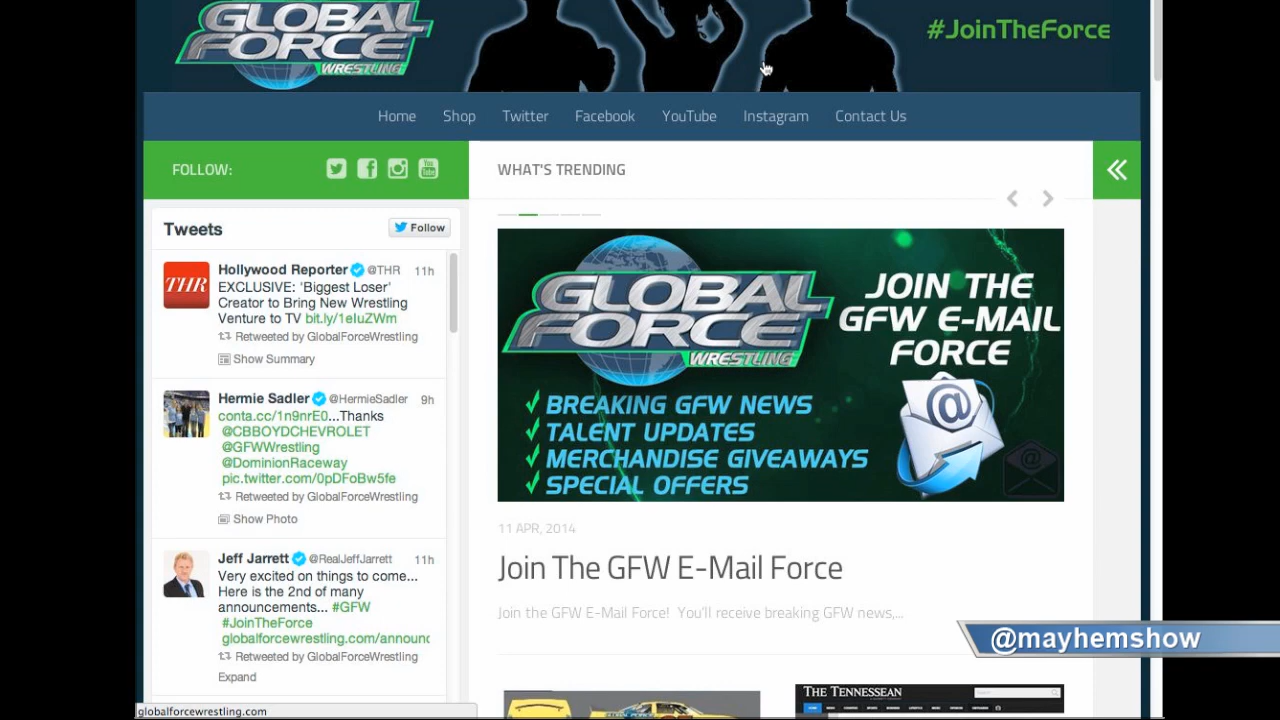 GLOBAL
FORCE
WRESTLING
#JoinTheForce
Home Shop Twitter Facebook YouTube Instagram Contact Us
FOLLOW:
You
Tube
WHAT'S TRENDING
Tweets
Follow
THR
Hollywood Reporter @THR 11h
EXCLUSIVE: 'Biggest Loser'
Creator to Bring New Wrestling
Venture to TV bit.ly/1eIuZWm
Retweeted by GlobalForceWrestling
Show Summary
Hermie Sadler @HermieSadler 9h
conta.cc/1n9nrE0...Thanks
@CBBOYDCHEVROLET
@GFWWrestling
@DominionRaceway
pic.twitter.com/0pDFoBw5fe
Retweeted by GlobalForceWrestling
Show Photo
Jeff Jarrett @RealJeffJarrett 11h
Very excited on things to come...
Here is the 2nd of many
announcements... #GFW
#JoinTheForce
globalforcewrestling.com/announc
Retweeted by GlobalForceWrestling
Expand
GLOBAL
FORCE
WRESTLING
JOIN THE
GFW E-MAIL
FORCE
@
✓ BREAKING GFW NEWS
✓ TALENT UPDATES
✓ MERCHANDISE GIVEAWAYS
✓ SPECIAL OFFERS
11 APR, 2014
Join The GFW E-Mail Force
Join the GFW E-Mail Force! You'll receive breaking GFW news,...
@mayhemshow
THE TENNESSEAN
globalforcewrestling.com